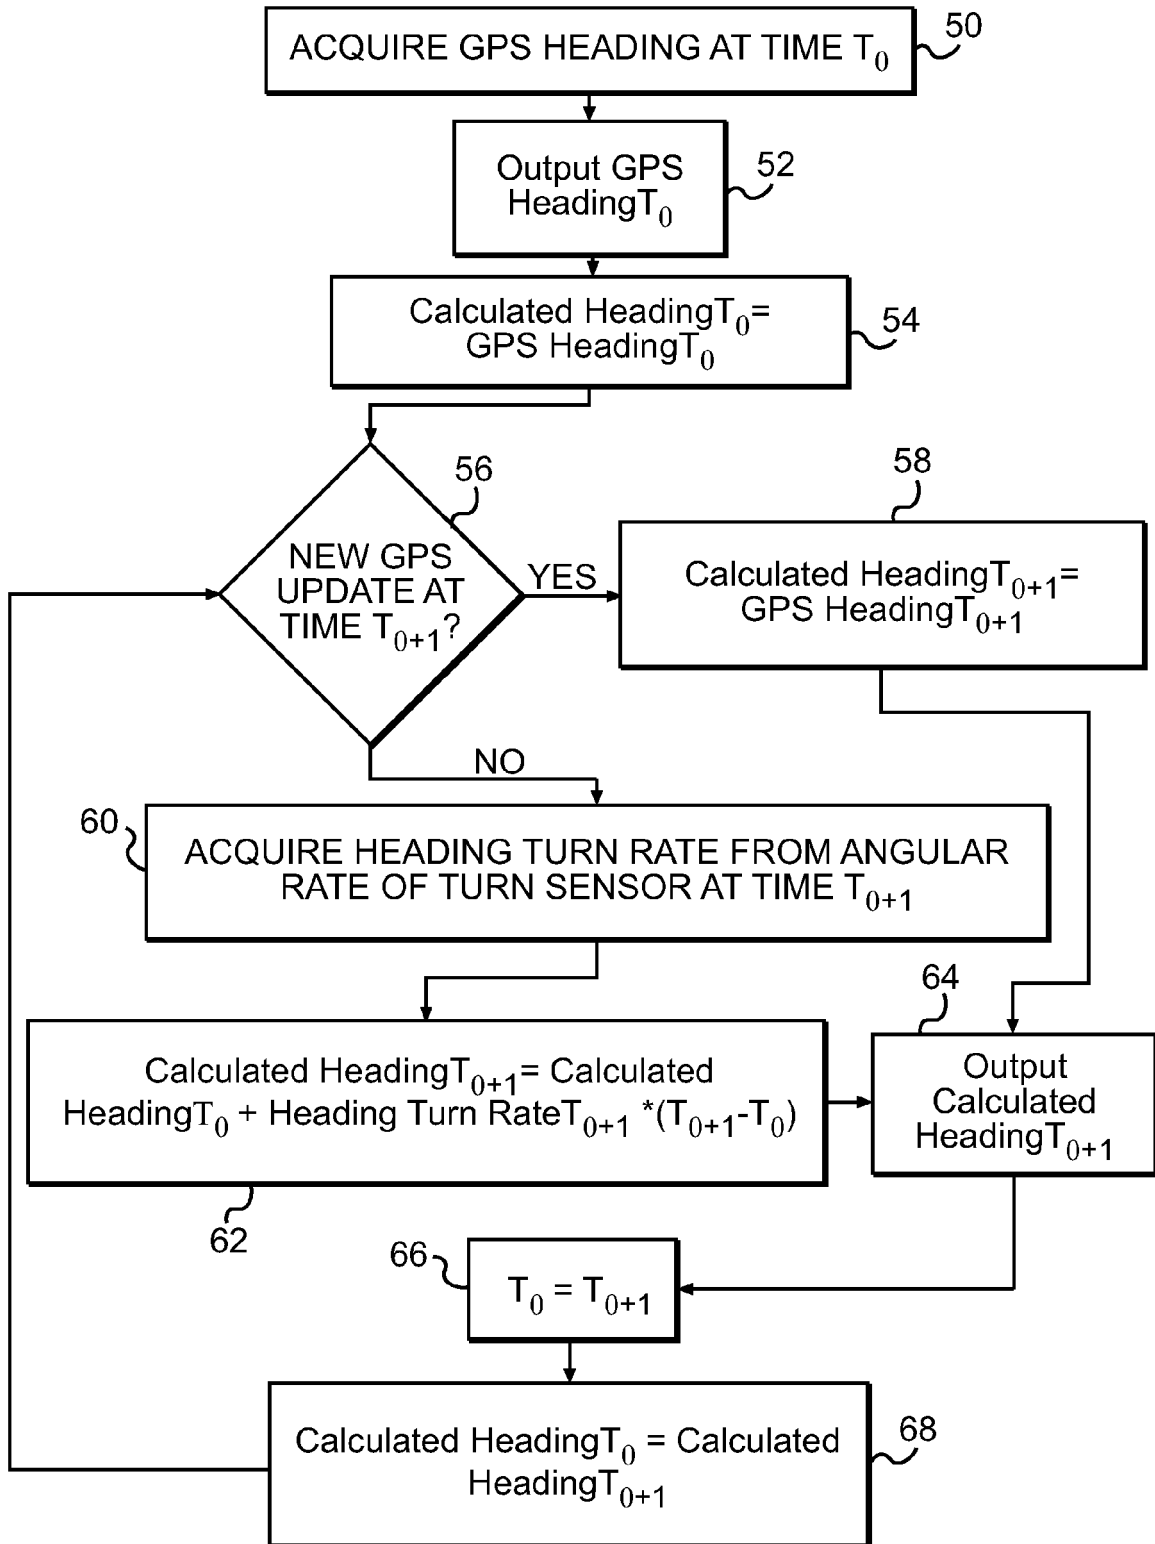 ACQUIRE GPS HEADING AT TIME T0
50
Output GPS
HeadingT0
52
Calculated HeadingT0=
GPS HeadingT0
54
NEW GPS
UPDATE AT
TIME T0+1?
56
YES
58
Calculated HeadingT0+1=
GPS HeadingT0+1
NO
60
ACQUIRE HEADING TURN RATE FROM ANGULAR
RATE OF TURN SENSOR AT TIME T0+1
Calculated HeadingT0+1= Calculated
HeadingT0 + Heading Turn RateT0+1 *(T0+1-T0)
62
64
Output
Calculated
HeadingT0+1
66
T0 = T0+1
Calculated HeadingT0 = Calculated
HeadingT0+1
68